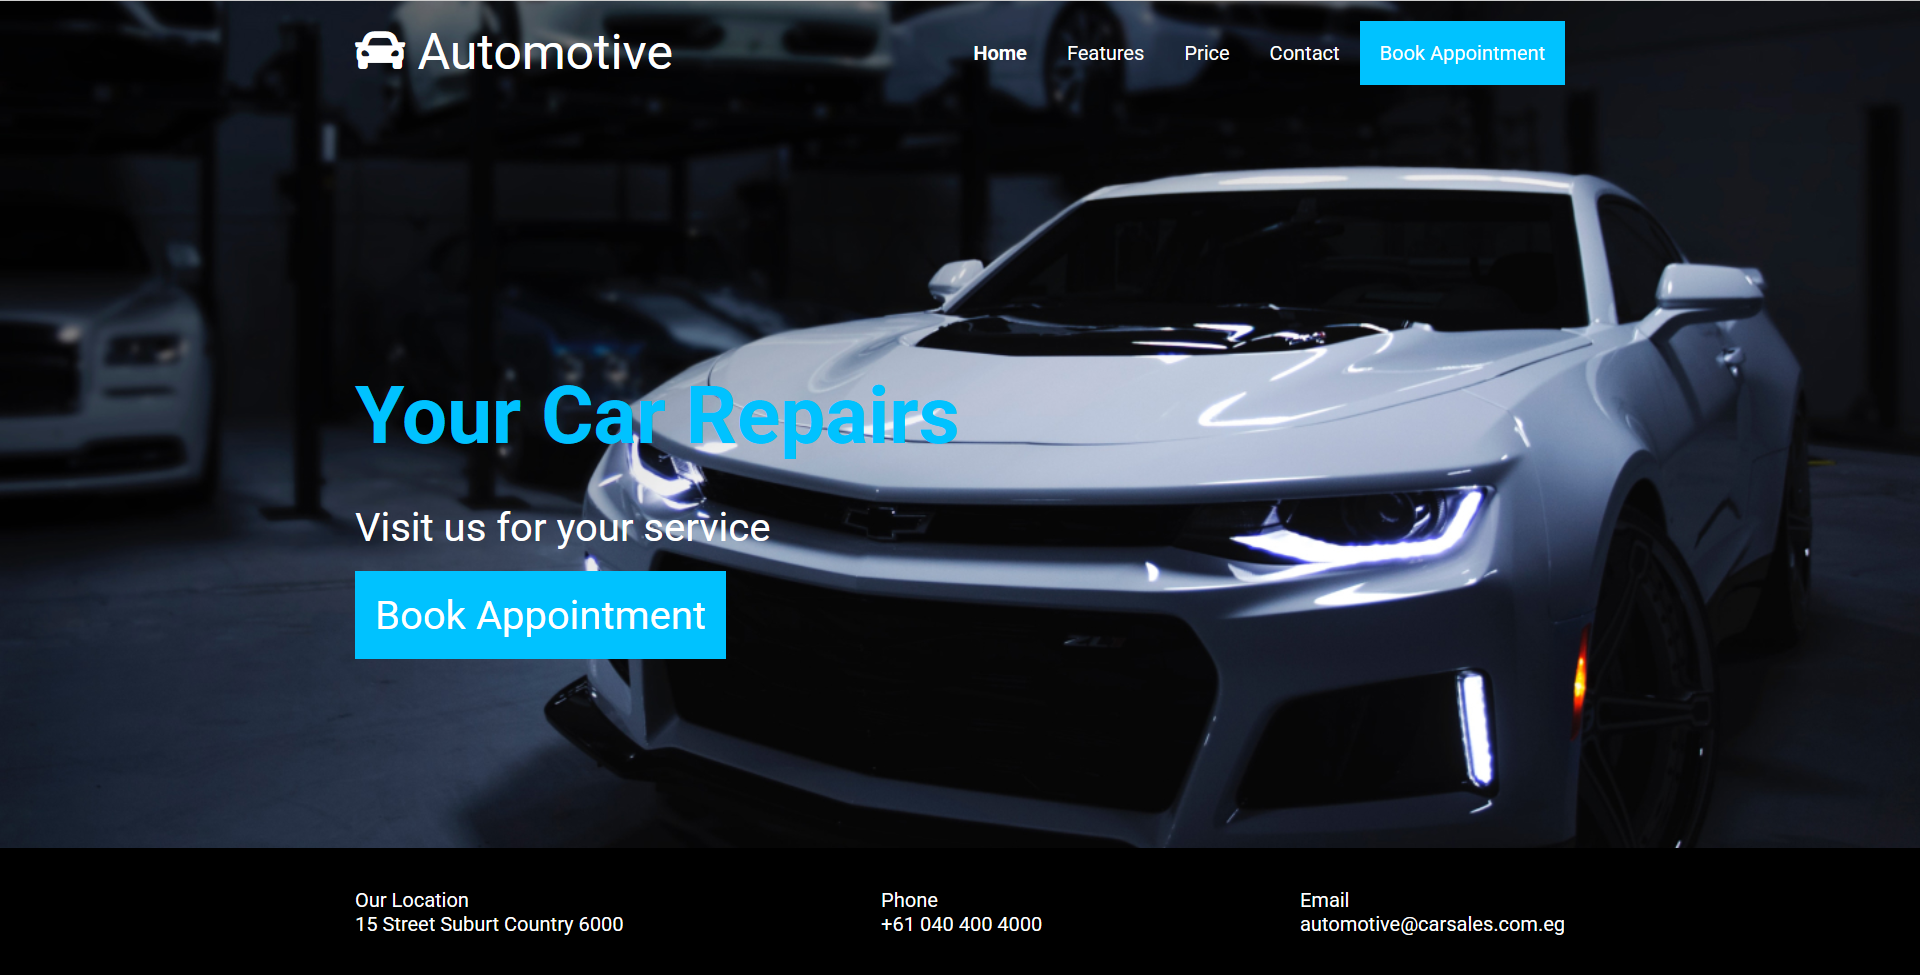 Automotive
Home Features Price Contact Book Appointment
Your Car Repairs
Visit us for your service
Book Appointment
ZL1
Our Location
15 Street Suburt Country 6000
Phone
+61 040 400 4000
Email
automotive@carsales.com.eg